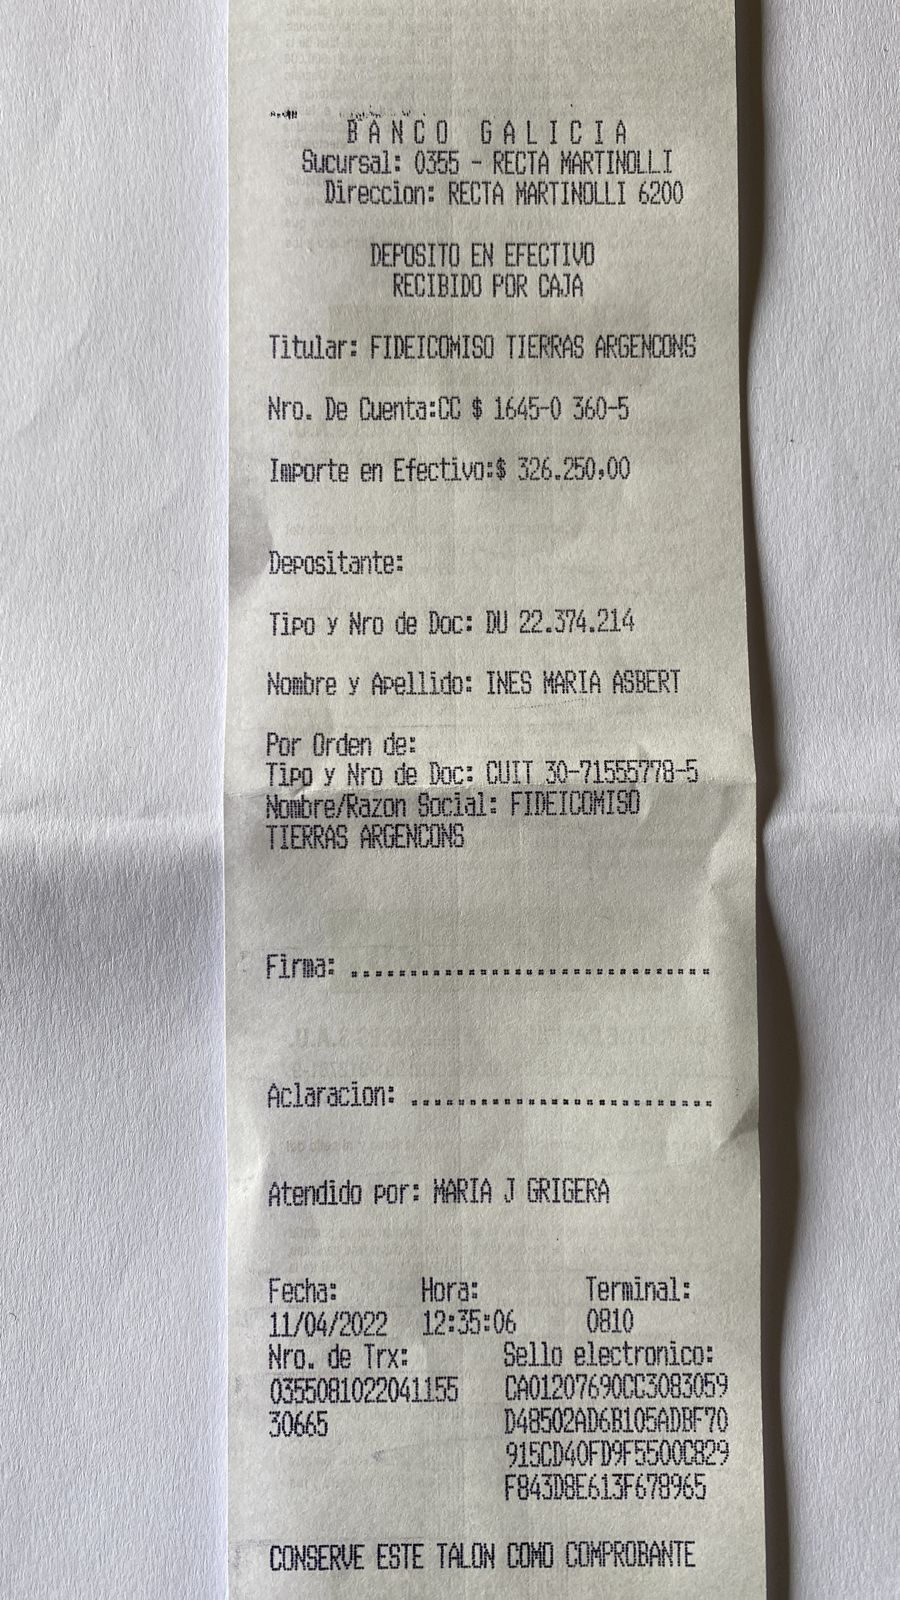 BANCO GALICIA
Sucursal: 0355 - RECTA MARTINOLLI
Direccion: RECTA MARTINOLLI 6200
DEPOSITO EN EFECTIVO
RECIBIDO POR CAJA
Titular: FIDEICOMISO TIERRAS ARGENCONS
Nro. De Cuenta:CC $ 1645-0 360-5
Importe en Efectivo:$ 326.250,00
Depositante:
Tipo y Nro de Doc: DU 22.374.214
Nombre y Apellido: INES MARIA ASBERT
Por Orden de:
Tipo y Nro de Doc: CUIT 30-71555778-5
Nombre/Razon Social: FIDEICOMISO
TIERRAS ARGENCONS
Firma: ..............................
Aclaracion: .........................
Atendido por: MARIA J GRIGERA
Fecha: Hora: Terminal:
11/04/2022 12:35:06 0810
Nro. de Trx: Sello electronico:
0355081022041155 CA01207690CC3083059
30665 D48502AD6B105ADBF70
915CD40FD9F5500C829
F843D8E613F678965
CONSERVE ESTE TALON COMO COMPROBANTE